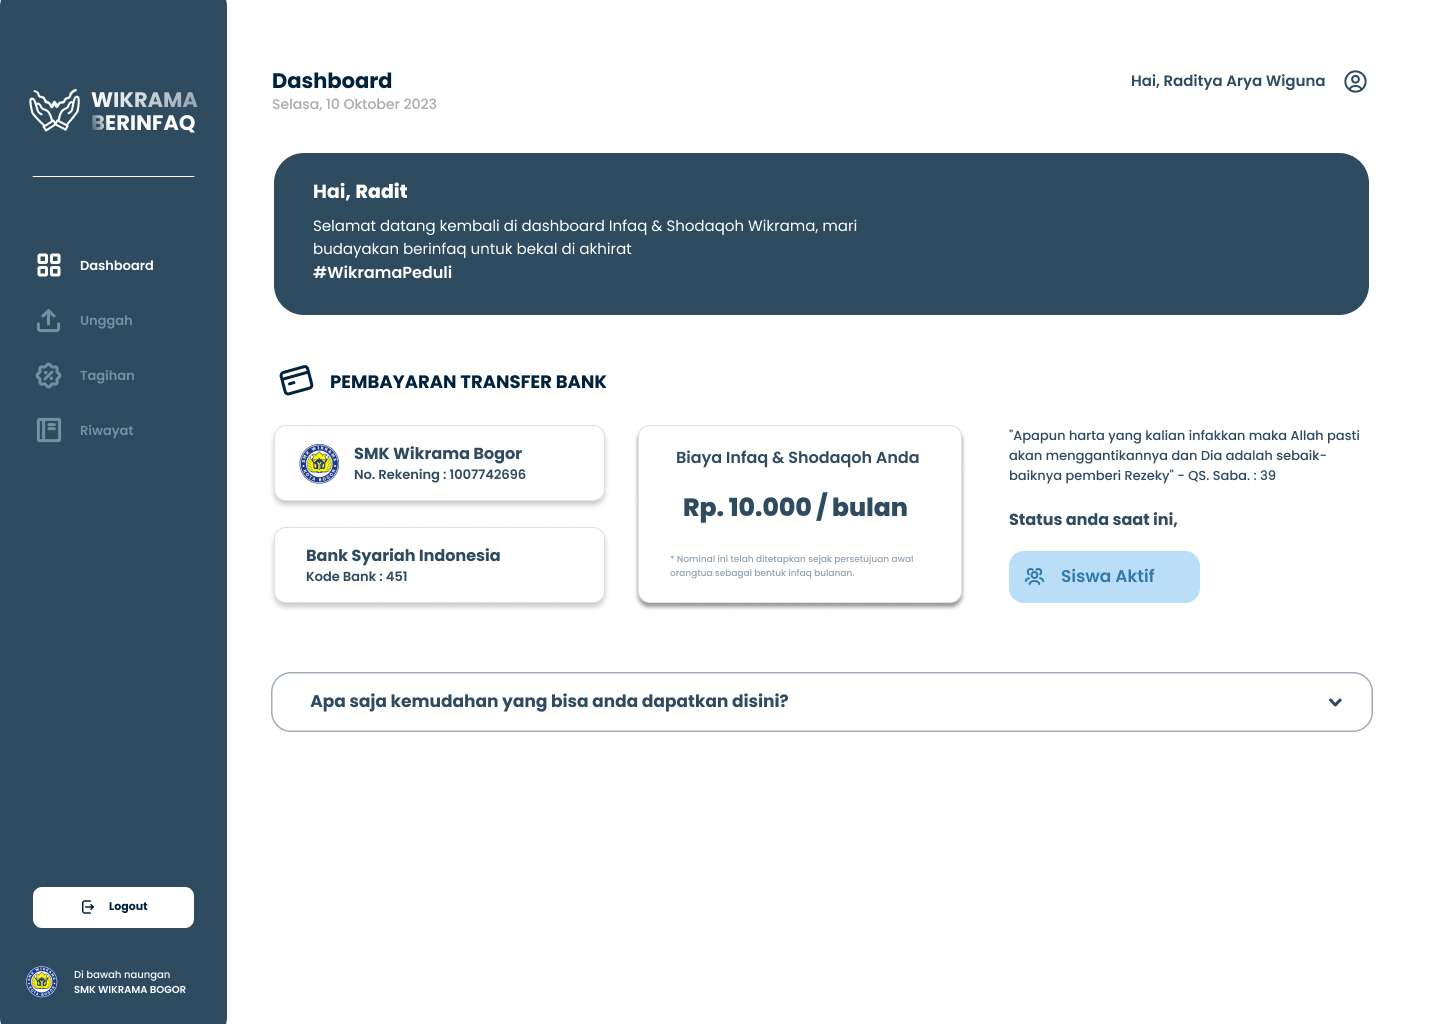 WIKRAMA
BERINFAQ
Dashboard
Unggah
Tagihan
Riwayat
Logout
Di bawah naungan
SMK WIKRAMA BOGOR
Dashboard
Selasa, 10 Oktober 2023
Hai, Raditya Arya Wiguna
Hai, Radit
Selamat datang kembali di dashboard Infaq & Shodaqoh Wikrama, mari
budayakan berinfaq untuk bekal di akhirat
#WikramaPeduli
PEMBAYARAN TRANSFER BANK
SMK Wikrama Bogor
No. Rekening : 1007742696
Bank Syariah Indonesia
Kode Bank : 451
Biaya Infaq & Shodaqoh Anda
Rp. 10.000 / bulan
* Nominal ini telah ditetapkan sejak persetujuan awal
orangtua sebagai bentuk infaq bulanan.
"Apapun harta yang kalian infakkan maka Allah pasti
akan menggantikannya dan Dia adalah sebaik-
baiknya pemberi Rezeky" - QS. Saba. : 39
Status anda saat ini,
Siswa Aktif
Apa saja kemudahan yang bisa anda dapatkan disini?